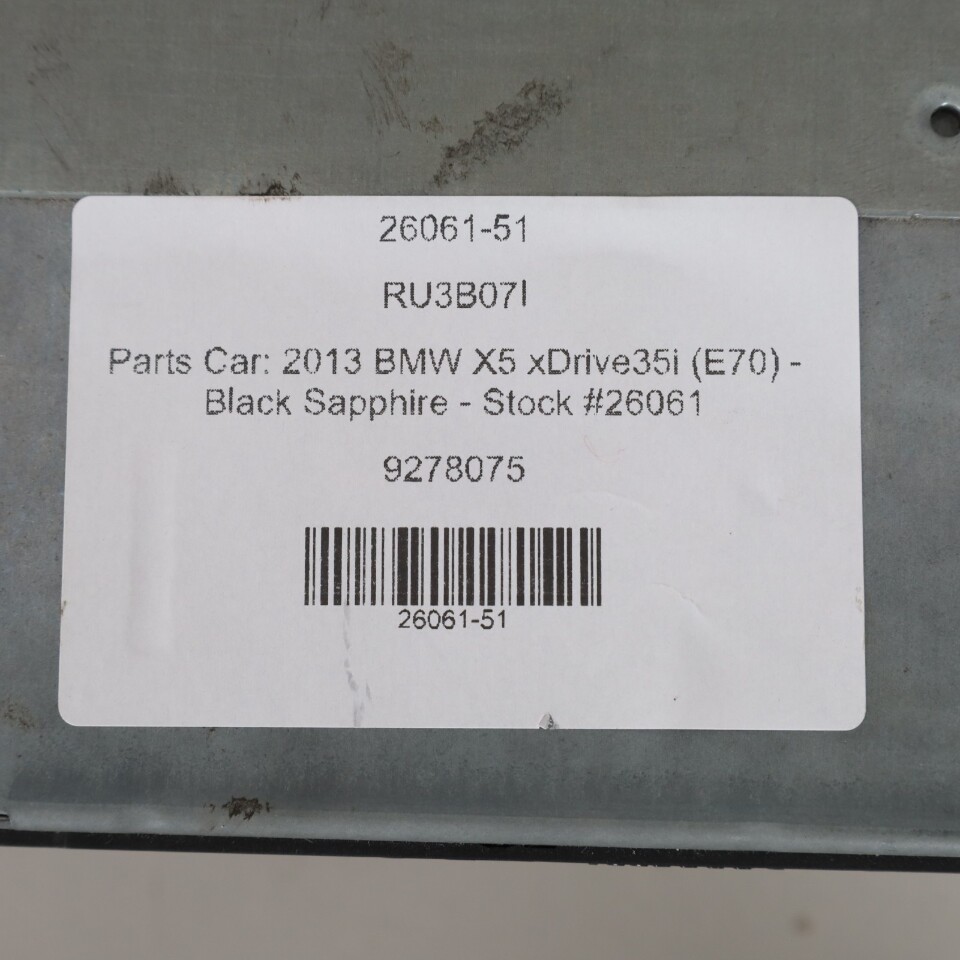 26061-51
RU3B07I
Parts Car: 2013 BMW X5 xDrive35i (E70) -
Black Sapphire - Stock #26061
9278075
26061-51